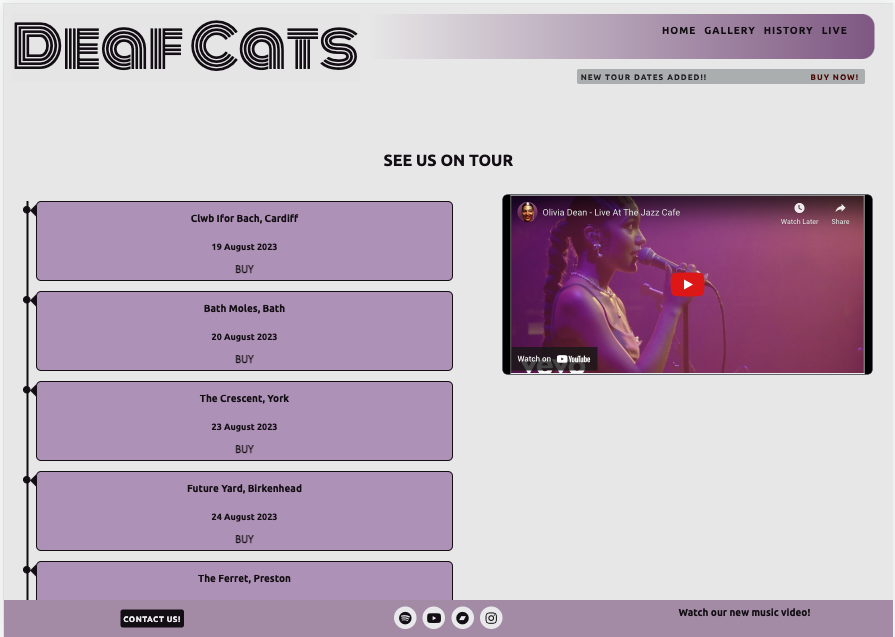 DEAF CATS
HOME GALLERY HISTORY LIVE
NEW TOUR DATES ADDED!! BUY NOW!
SEE US ON TOUR
Clwb Ifor Bach, Cardiff
19 August 2023
BUY
Bath Moles, Bath
20 August 2023
BUY
The Crescent, York
23 August 2023
BUY
Future Yard, Birkenhead
24 August 2023
BUY
The Ferret, Preston
Olivia Dean - Live At The Jazz Cafe
Watch Later Share
Watch on YouTube
vevo
CONTACT US!
Watch our new music video!